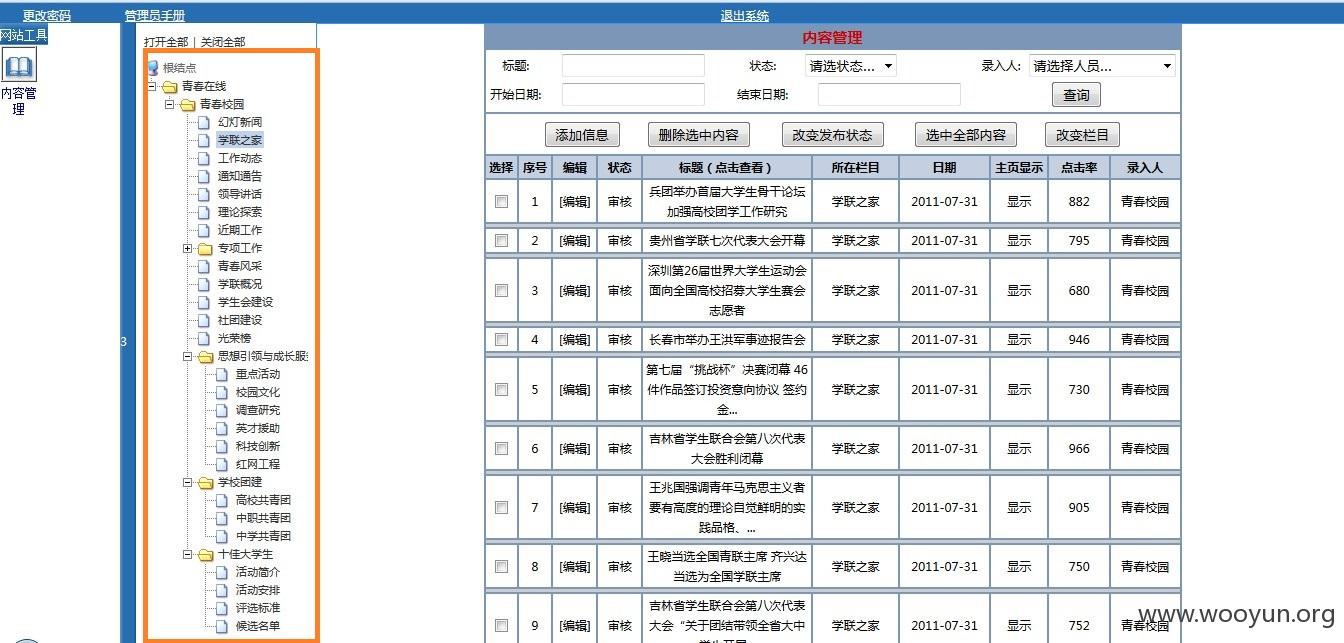 更改密码
管理员手册
退出系统
网站工具
内容管
理
3
打开全部 | 关闭全部
根结点
青春在线
青春校园
幻灯新闻
学联之家
工作动态
通知通告
领导讲话
理论探索
近期工作
专项工作
青春风采
学联概况
学生会建设
社团建设
光荣榜
思想引领与成长服
重点活动
校园文化
调查研究
英才援助
科技创新
红网工程
学校团建
高校共青团
中职共青团
中学共青团
十佳大学生
活动简介
活动安排
评选标准
候选名单
内容管理
标题: 状态: 请选状态... 录入人: 请选择人员...
开始日期: 结束日期: 查询
添加信息 删除选中内容 改变发布状态 选中全部内容 改变栏目
选择 序号 编辑 状态 标题（点击查看） 所在栏目 日期 主页显示 点击率 录入人
兵团举办首届大学生骨干论坛
1 [编辑] 审核 加强高校团学工作研究 学联之家 2011-07-31 显示 882 青春校园
2 [编辑] 审核 贵州省学联七次代表大会开幕 学联之家 2011-07-31 显示 795 青春校园
深圳第26届世界大学生运动会
3 [编辑] 审核 面向全国高校招募大学生赛会 学联之家 2011-07-31 显示 680 青春校园
志愿者
4 [编辑] 审核 长春市举办王洪军事迹报告会 学联之家 2011-07-31 显示 946 青春校园
第七届“挑战杯”决赛闭幕 46
5 [编辑] 审核 件作品签订投资意向协议 签约 学联之家 2011-07-31 显示 730 青春校园
金...
吉林省学生联合会第八次代表
6 [编辑] 审核 大会胜利闭幕 学联之家 2011-07-31 显示 966 青春校园
王兆国强调青年马克思主义者
7 [编辑] 审核 要有高度的理论自觉鲜明的实 学联之家 2011-07-31 显示 905 青春校园
践品格、...
王晓当选全国青联主席 齐兴达
8 [编辑] 审核 当选为全国学联主席 学联之家 2011-07-31 显示 750 青春校园
吉林省学生联合会第八次代表
9 [编辑] 审核 大会“关于团结带领全省大中 学联之家 2011-07-31 显示 752 青春校园
www.wooyun.org